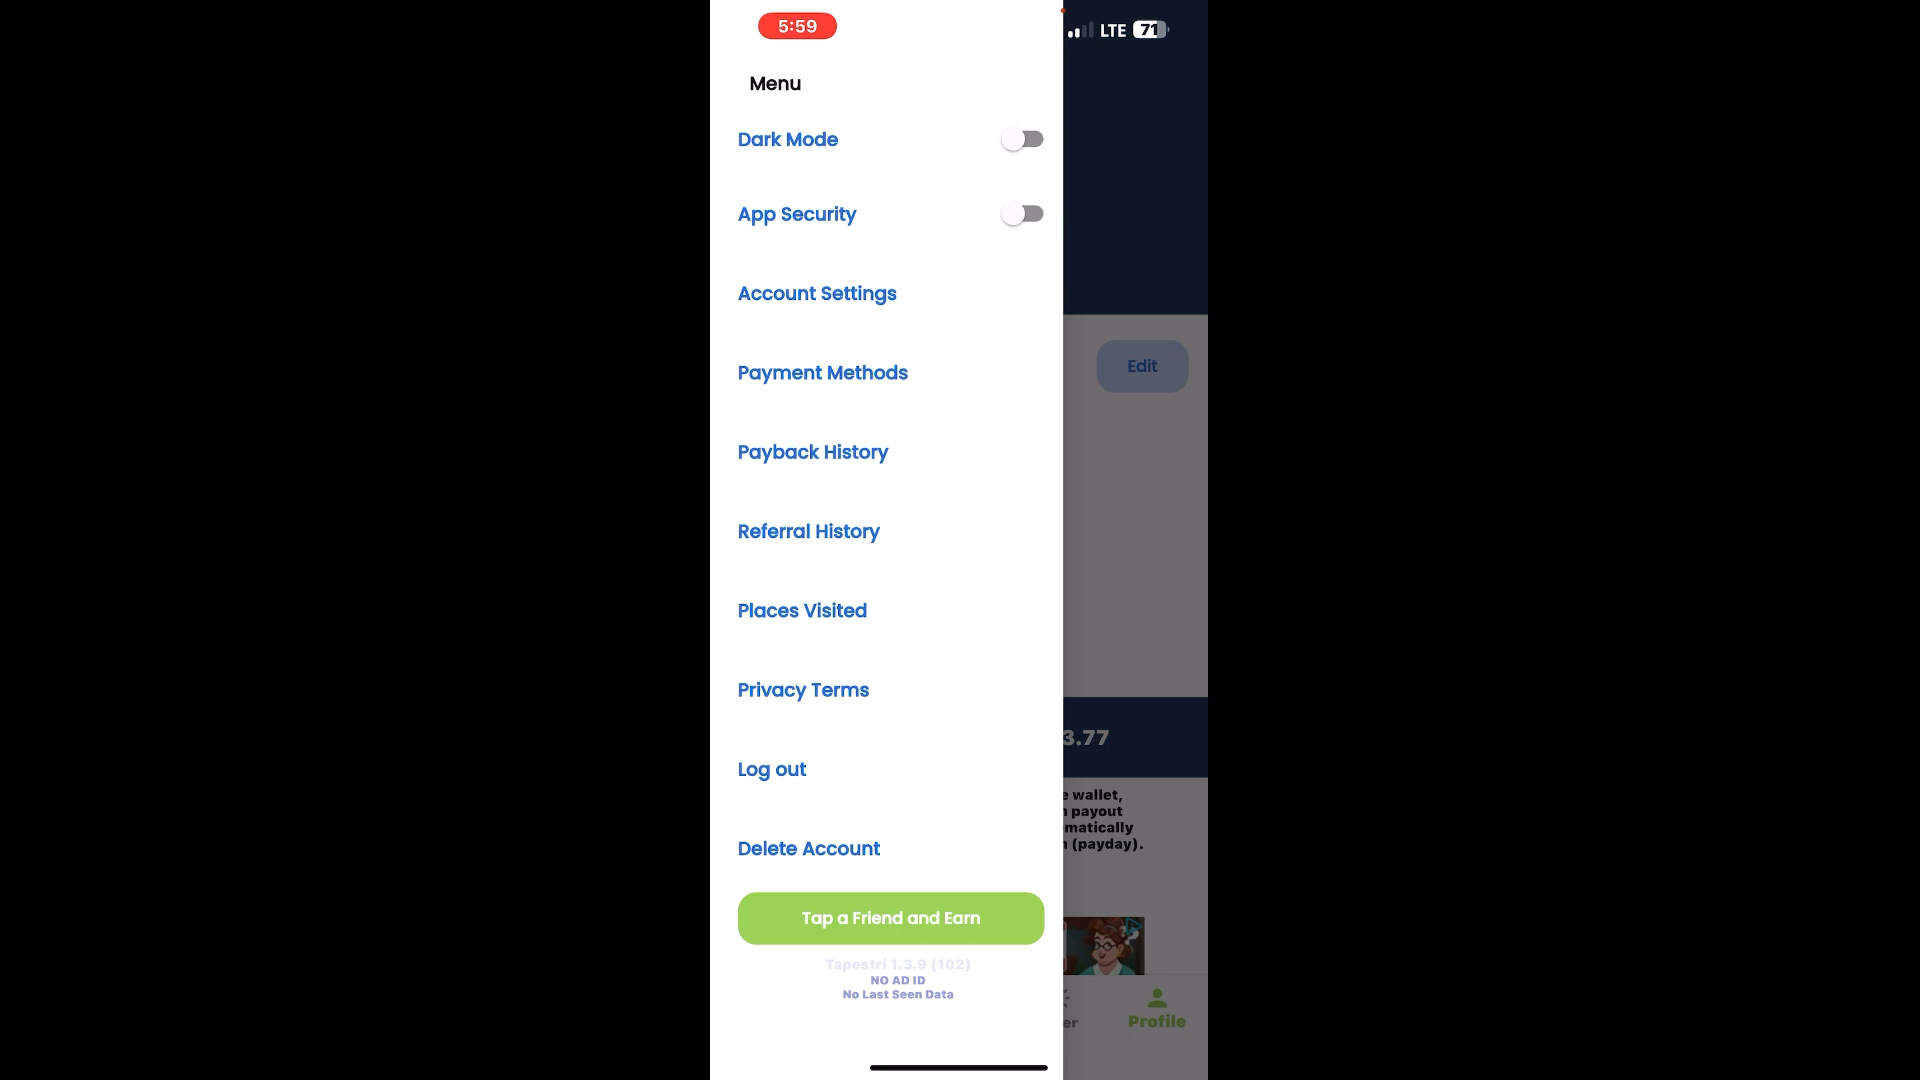 5:59
LTE 71
Menu
Dark Mode
App Security
Account Settings
Edit
Payment Methods
Payback History
Referral History
Places Visited
Privacy Terms
3.77
Log out
wallet,
payout
matically
(payday).
Delete Account
Tap a Friend and Earn
Tapestri 1.3.9 (102)
NO AD ID
No Last Seen Data
er
Profile